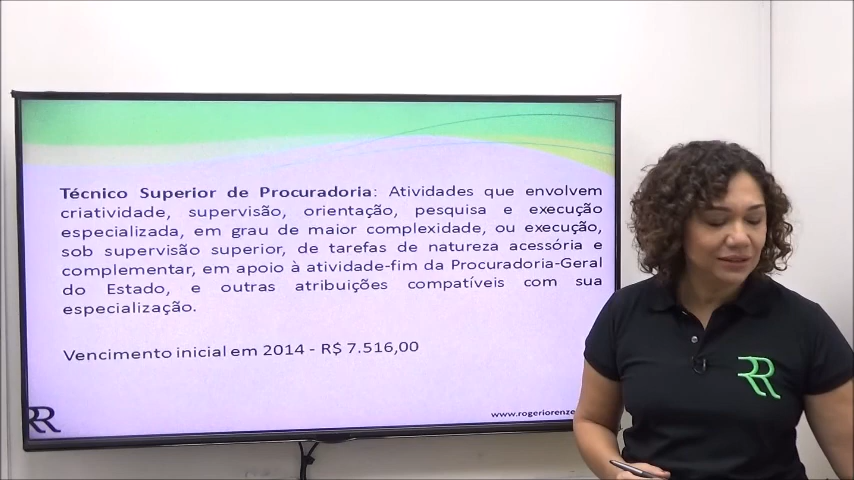 Técnico Superior de Procuradoria: Atividades que envolvem
criatividade, supervisão, orientação, pesquisa e execução
especializada, em grau de maior complexidade, ou execução,
sob supervisão superior, de tarefas de natureza acessória e
complementar, em apoio à atividade-fim da Procuradoria-Geral
do Estado, e outras atribuições compatíveis com sua
especialização.
Vencimento inicial em 2014 - R$ 7.516,00
www.rogeriorenze
RR
RR